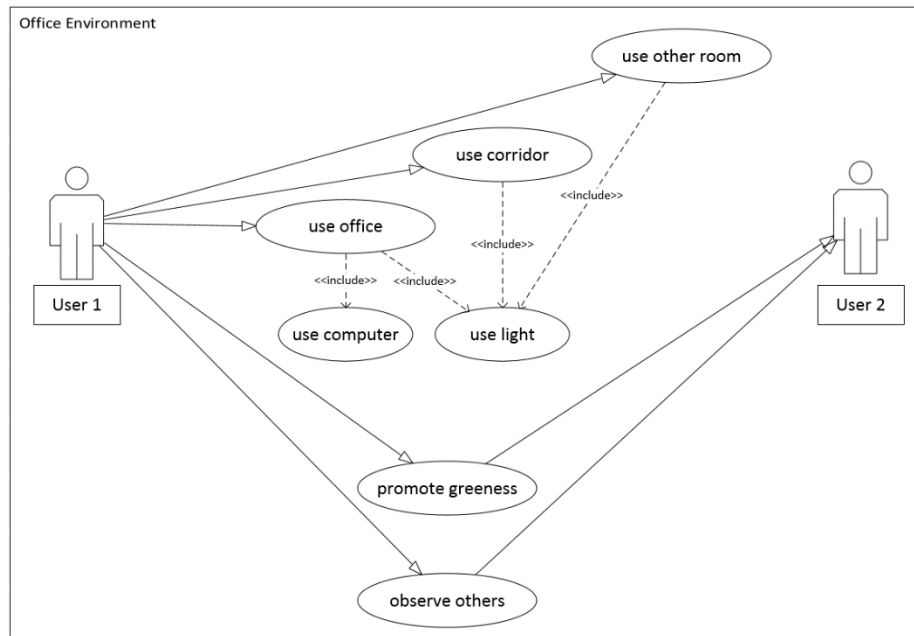 Office Environment
use other room
use corridor
<<include>>
use office
<<include>>
<<include>>
<<include>>
User 1
User 2
use computer
use light
promote greeness
observe others